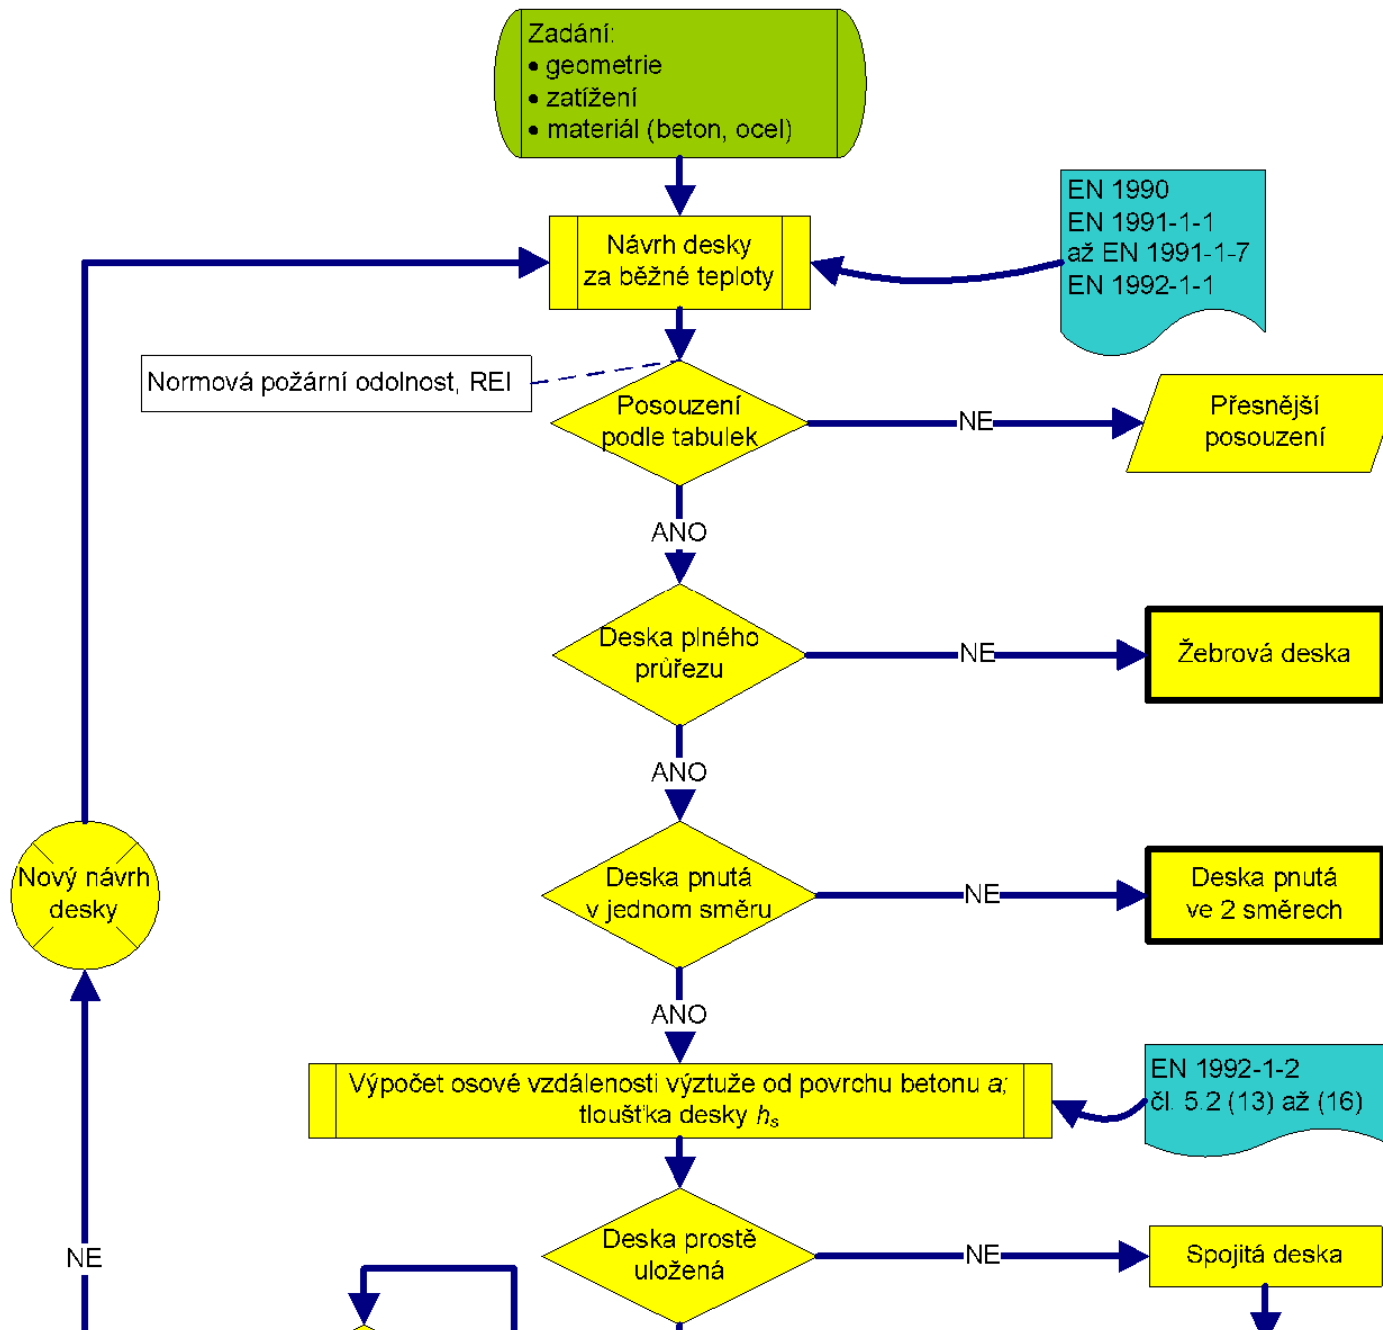 Zadání:
• geometrie
• zatížení
• materiál (beton, ocel)
EN 1990
EN 1991-1-1
až EN 1991-1-7
EN 1992-1-1
Návrh desky
za běžné teploty
Normová požární odolnost, REI
Posouzení
podle tabulek
NE
Přesnější
posouzení
ANO
Deska plného
průřezu
NE
Žebrová deska
ANO
Nový návrh
desky
Deska pnutá
v jednom směru
NE
Deska pnutá
ve 2 směrech
ANO
Výpočet osové vzdálenosti výztuže od povrchu betonu a;
tloušťka desky hs
EN 1992-1-2
čl. 5.2 (13) až (16)
NE
Deska prostě
uložená
NE
Spojitá deska